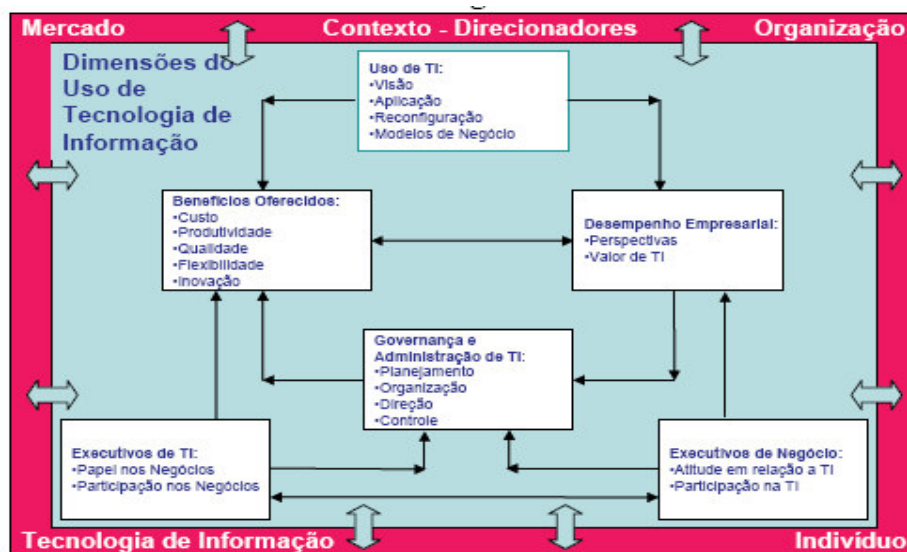 Mercado
Contexto - Direcionadores
Organização
Dimensões do
Uso de
Tecnologia de
Informação
Uso de TI:
•Visão
•Aplicação
•Reconfiguração
•Modelos de Negócio
Benefícios Oferecidos:
•Custo
•Produtividade
•Qualidade
•Flexibilidade
•Inovação
Desempenho Empresarial:
•Perspectivas
•Valor de TI
Governança e
Administração de TI:
•Planejamento
•Organização
•Direção
•Controle
Executivos de TI:
•Papel nos Negócios
•Participação nos Negócios
Executivos de Negócio:
•Atitude em relação a TI
•Participação na TI
Tecnologia de Informação
Indivíduo